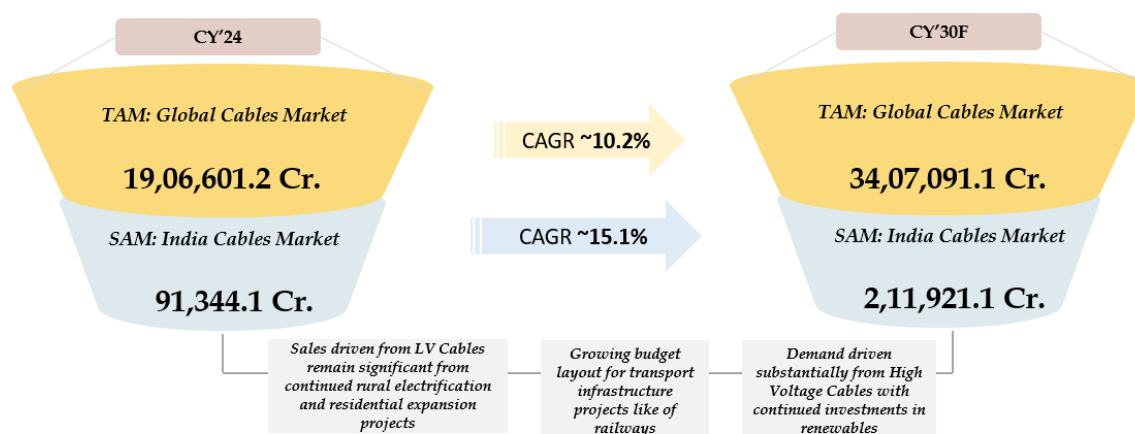 CY'24
CY'30F
TAM: Global Cables Market
19,06,601.2 Cr.
CAGR ~10.2%
TAM: Global Cables Market
34,07,091.1 Cr.
SAM: India Cables Market
91,344.1 Cr.
CAGR ~15.1%
SAM: India Cables Market
2,11,921.1 Cr.
Sales driven from LV Cables
remain significant from
continued rural electrification
and residential expansion
projects
Growing budget
layout for transport
infrastructure
projects like of
railways
Demand driven
substantially from High
Voltage Cables with
continued investments in
renewables